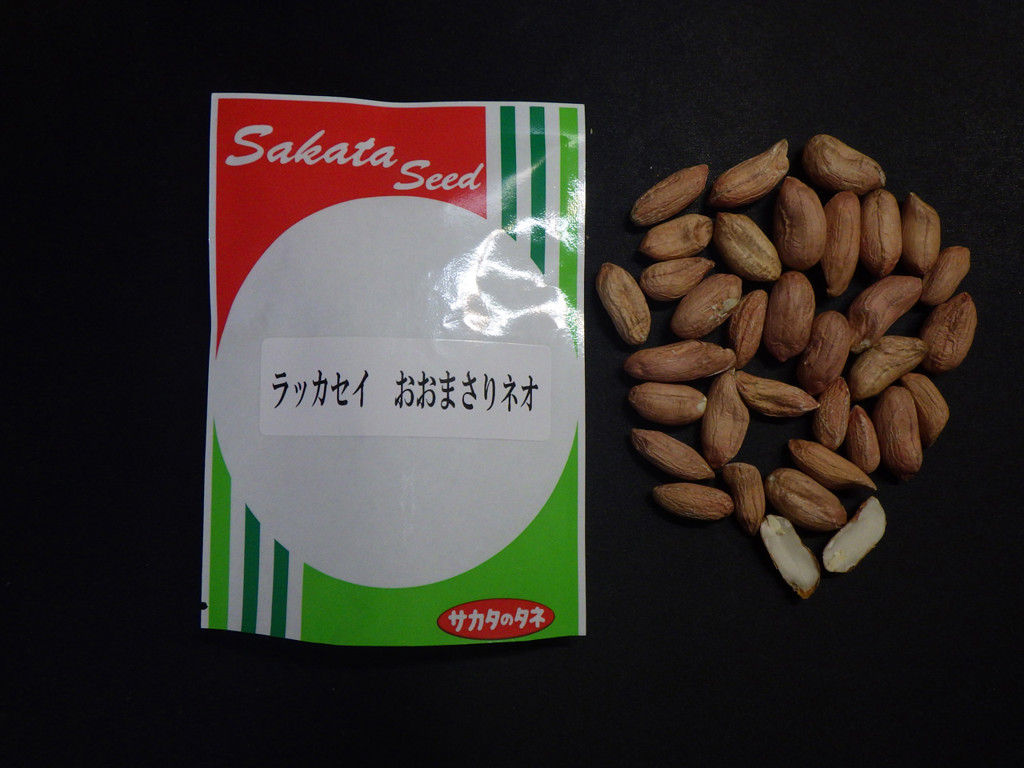 Sakata
Seed
ラッカセイ　おおまさりネオ
サカタのタネ